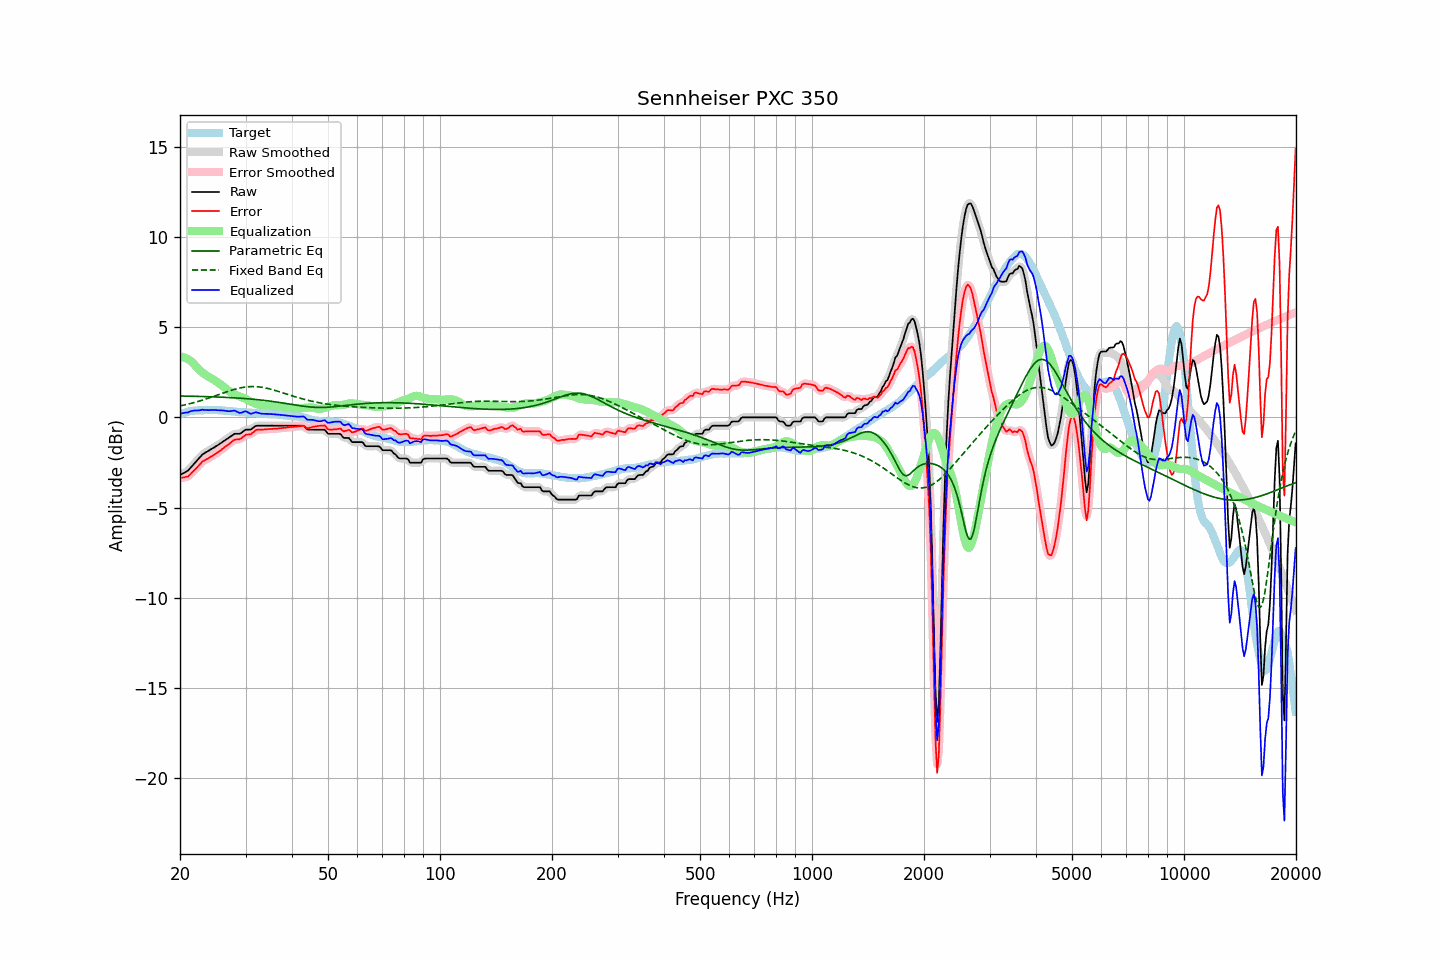 Sennheiser PXC 350
Target
Raw Smoothed
Error Smoothed
Raw
Error
Equalization
Parametric Eq
Fixed Band Eq
Equalized
Amplitude (dBr)
15
10
5
0
−5
−10
−15
−20
20 50 100 200 500 1000 2000 5000 10000 20000
Frequency (Hz)